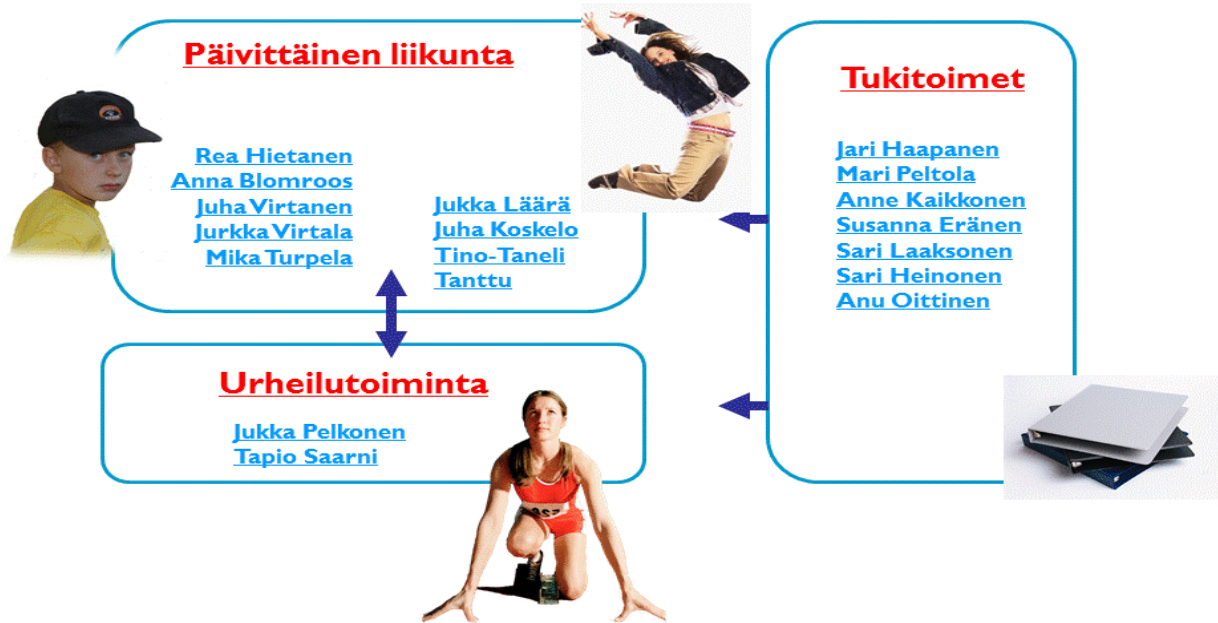 Päivittäinen liikunta
Rea Hietanen
Anna Blomroos
Juha Virtanen
Jurkka Virtala
Mika Turpela
Jukka Läärä
Juha Koskelo
Tino-Taneli
Tanttu
Urheilutoiminta
Jukka Pelkonen
Tapio Saarni
Tukitoimet
Jari Haapanen
Mari Peltola
Anne Kaikkonen
Susanna Eränen
Sari Laaksonen
Sari Heinonen
Anu Oittinen